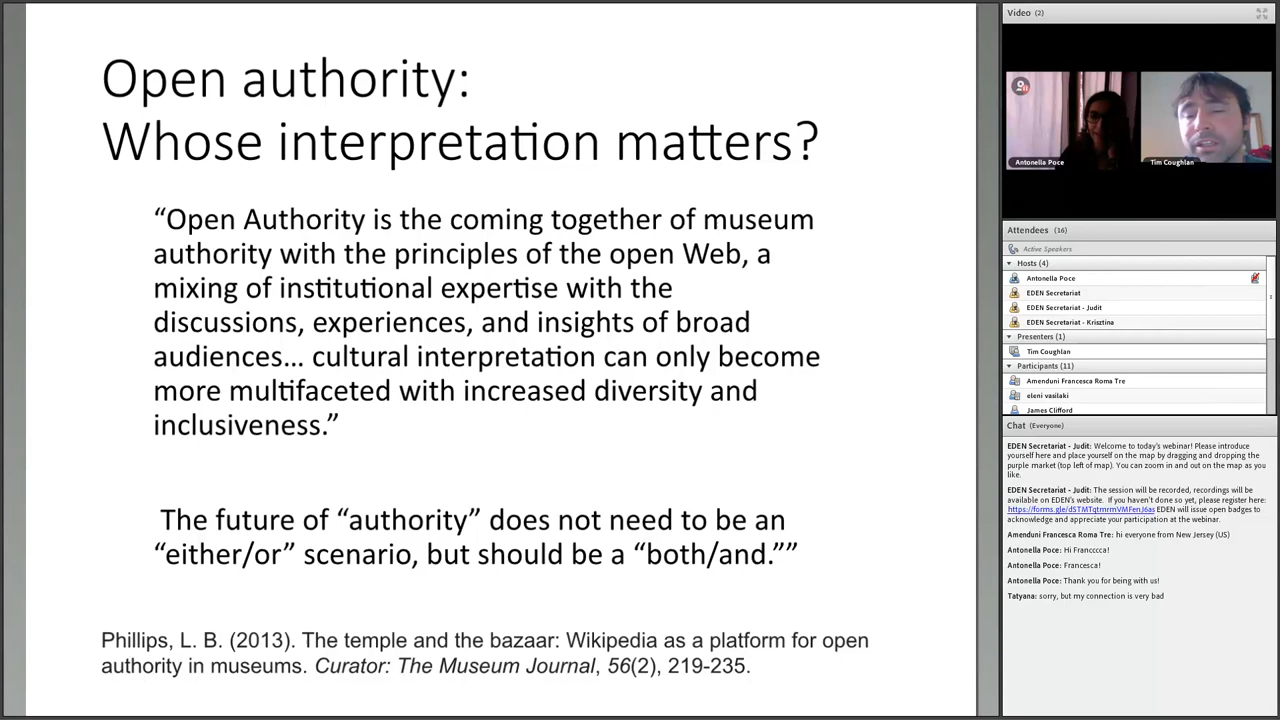 Open authority:
Whose interpretation matters?
“Open Authority is the coming together of museum
authority with the principles of the open Web, a
mixing of institutional expertise with the
discussions, experiences, and insights of broad
audiences… cultural interpretation can only become
more multifaceted with increased diversity and
inclusiveness.”
The future of “authority” does not need to be an
“either/or” scenario, but should be a “both/and.””
Phillips, L. B. (2013). The temple and the bazaar: Wikipedia as a platform for open
authority in museums. Curator: The Museum Journal, 56(2), 219-235.
Video (2)
Antonella Poce
Tim Coughlan
Attendees (16)
Active Speakers
Hosts (4)
Antonella Poce
EDEN Secretariat
EDEN Secretariat - Judit
EDEN Secretariat - Krisztina
Presenters (1)
Tim Coughlan
Participants (11)
Amenduni Francesca Roma Tre
eleni vasilaki
James Clifford
Chat (Everyone)
EDEN Secretariat - Judit: Welcome to today's webinar! Please introduce
yourself here and place yourself on the map by dragging and dropping the
purple market (top left of map). You can zoom in and out on the map as you
like.
EDEN Secretariat - Judit: The session will be recorded, recordings will be
available on EDEN's website. If you haven't done so yet, please register here:
https://forms.gle/dSTMTqtmrmVMFenJ6as EDEN will issue open badges to
acknowledge and appreciate your participation at the webinar.
Amenduni Francesca Roma Tre: hi everyone from New Jersey (US)
Antonella Poce: Hi Franccca!
Antonella Poce: Francesca!
Antonella Poce: Thank you for being with us!
Tatyana: sorry, but my connection is very bad